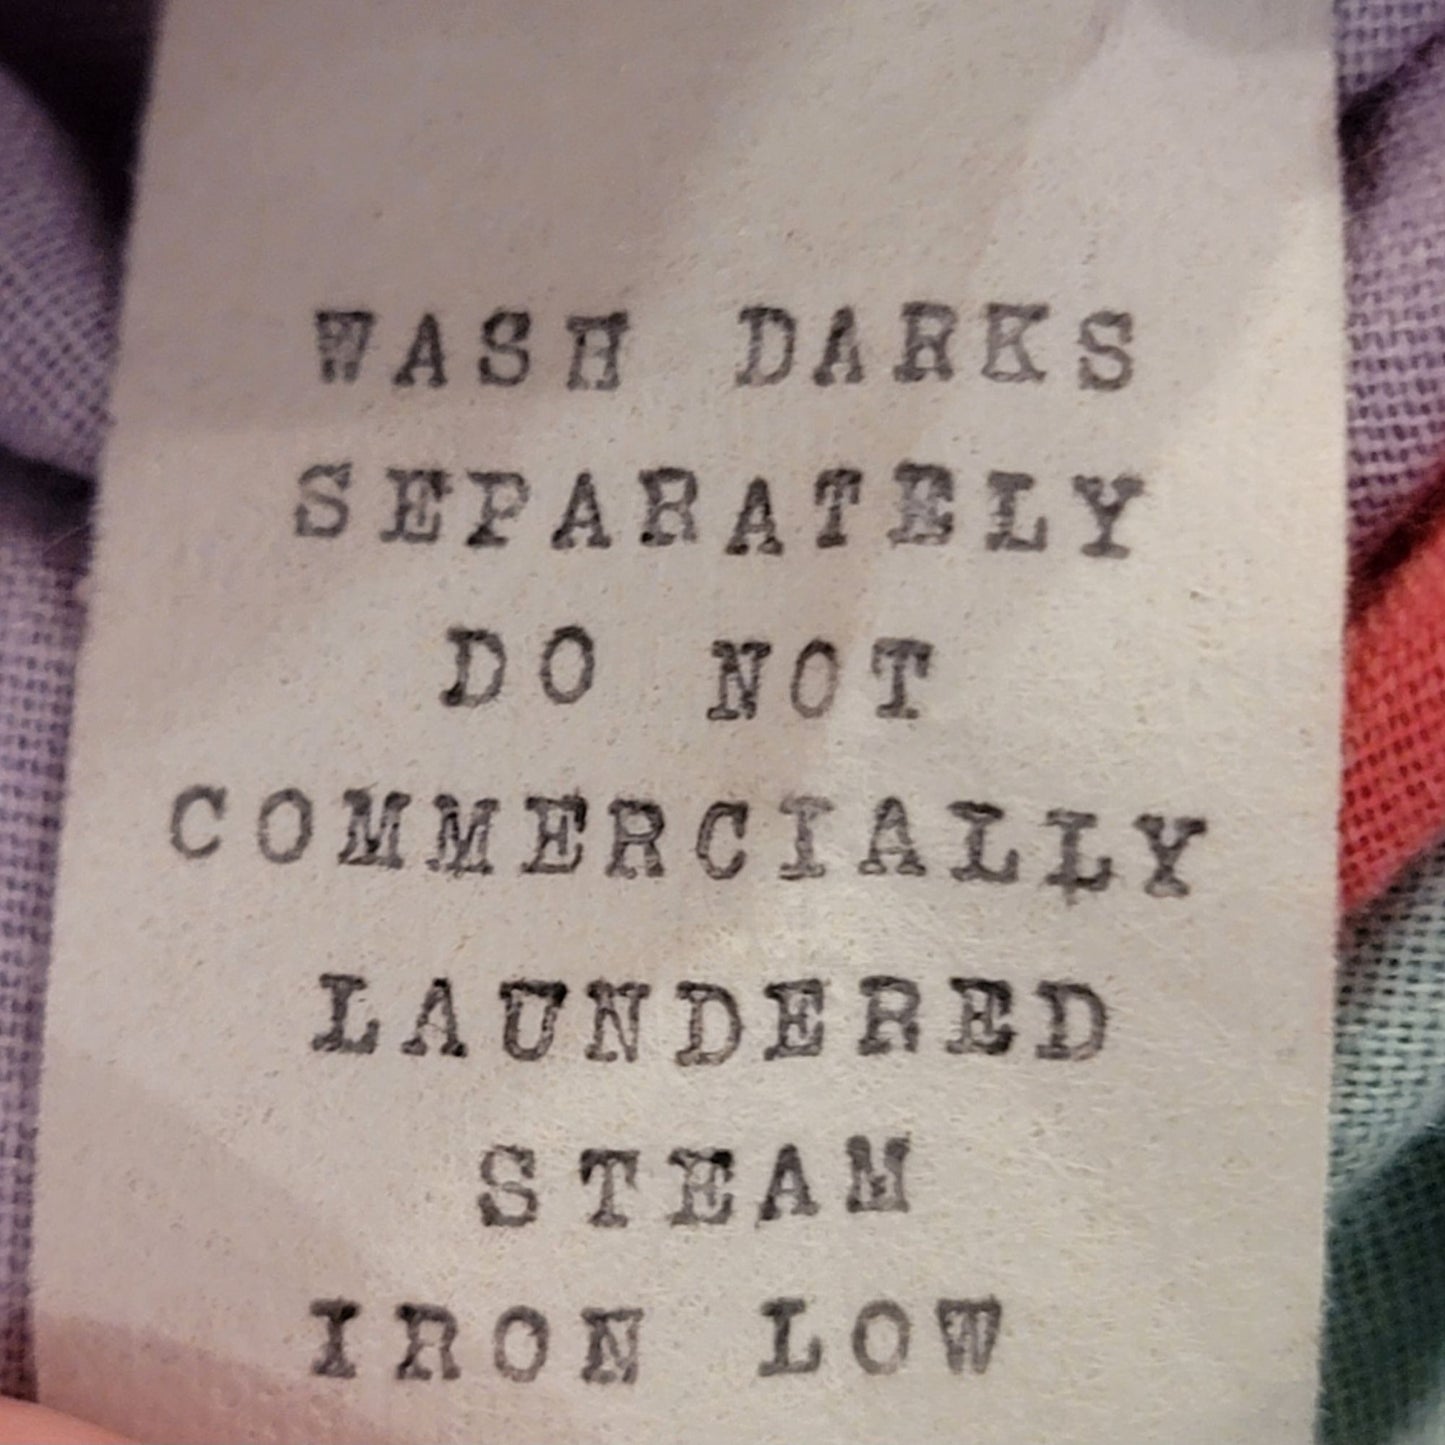 WASH DARKS
SEPARATELY
DO NOT
COMMERCIALLY
LAUNDERED
STEAM
IRON LOW